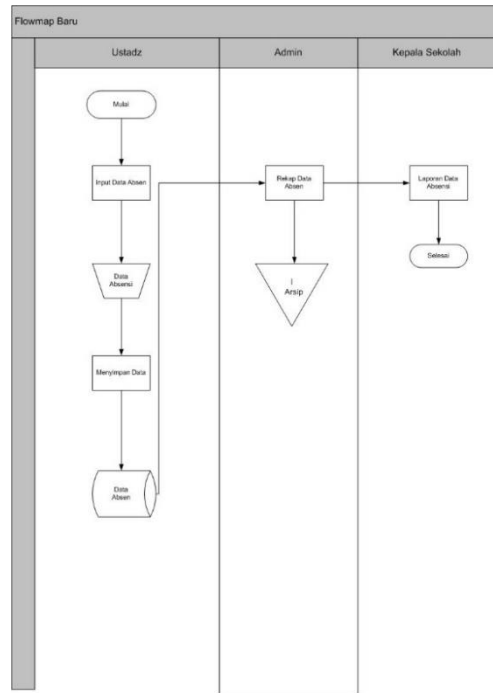 Flowmap Baru
Ustadz
Admin
Kepala Sekolah
Mulai
Input Data Absen
Rekap Data
Absen
Laporan Data
Absensi
Data
Absensi
Selesai
I
Arsip
Menyimpan Data
Data
Absen